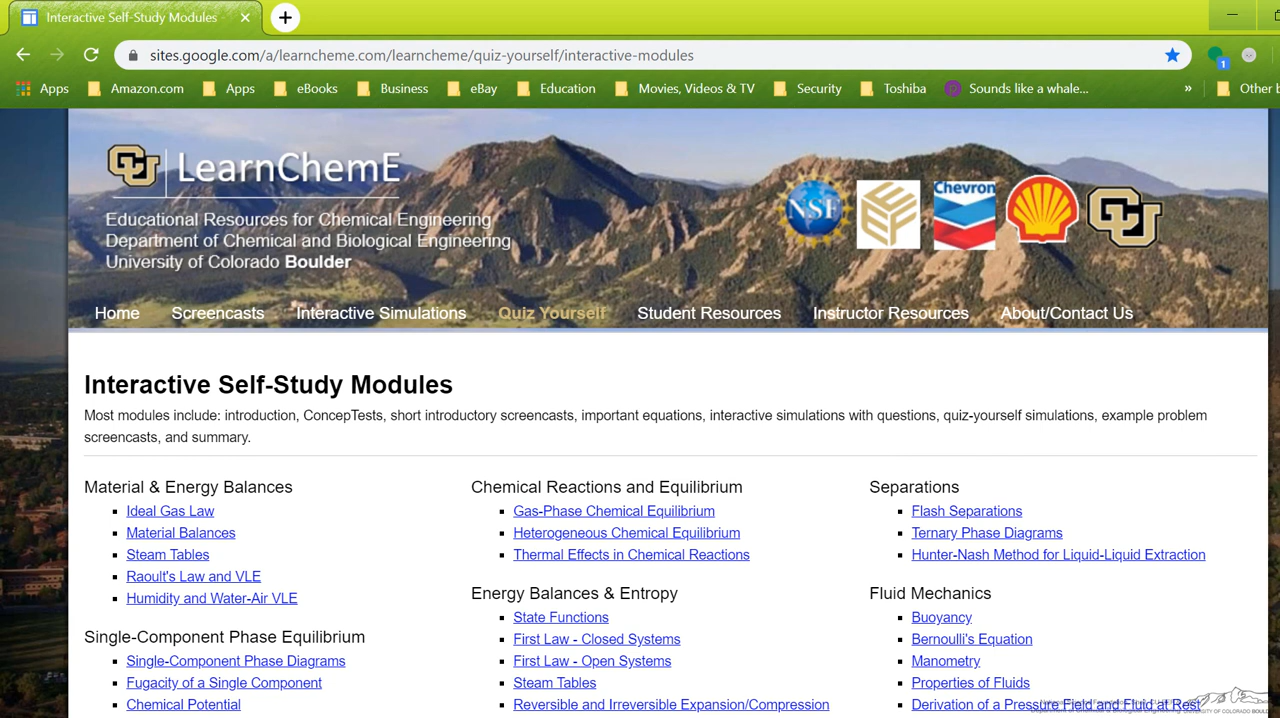 Interactive Self-Study Modules
sites.google.com/a/learncheme.com/learncheme/quiz-yourself/interactive-modules
1
Apps Amazon.com Apps eBooks Business eBay Education Movies, Videos & TV Security Toshiba Sounds like a whale... » Other b
CU LearnChemE
Educational Resources for Chemical Engineering
Department of Chemical and Biological Engineering
University of Colorado Boulder
NSF
Chevron
CU
Home Screencasts Interactive Simulations Quiz Yourself Student Resources Instructor Resources About/Contact Us
Interactive Self-Study Modules
Most modules include: introduction, ConcepTests, short introductory screencasts, important equations, interactive simulations with questions, quiz-yourself simulations, example problem
screencasts, and summary.
Material & Energy Balances
Ideal Gas Law
Material Balances
Steam Tables
Raoult's Law and VLE
Humidity and Water-Air VLE
Single-Component Phase Equilibrium
Single-Component Phase Diagrams
Fugacity of a Single Component
Chemical Potential
Chemical Reactions and Equilibrium
Gas-Phase Chemical Equilibrium
Heterogeneous Chemical Equilibrium
Thermal Effects in Chemical Reactions
Energy Balances & Entropy
State Functions
First Law - Closed Systems
First Law - Open Systems
Steam Tables
Reversible and Irreversible Expansion/Compression
Separations
Flash Separations
Ternary Phase Diagrams
Hunter-Nash Method for Liquid-Liquid Extraction
Fluid Mechanics
Buoyancy
Bernoulli's Equation
Manometry
Properties of Fluids
Derivation of a Pressure Field and Fluid at Rest